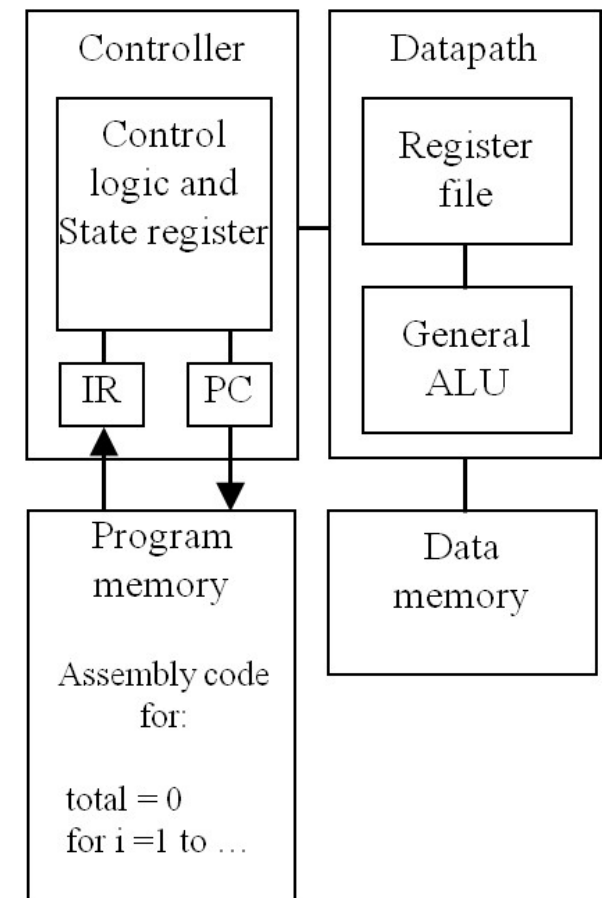 Controller
Control
logic and
State register
IR
PC
Datapath
Register
file
General
ALU
Program
memory
Assembly code
for:
total = 0
for i =1 to …
Data
memory